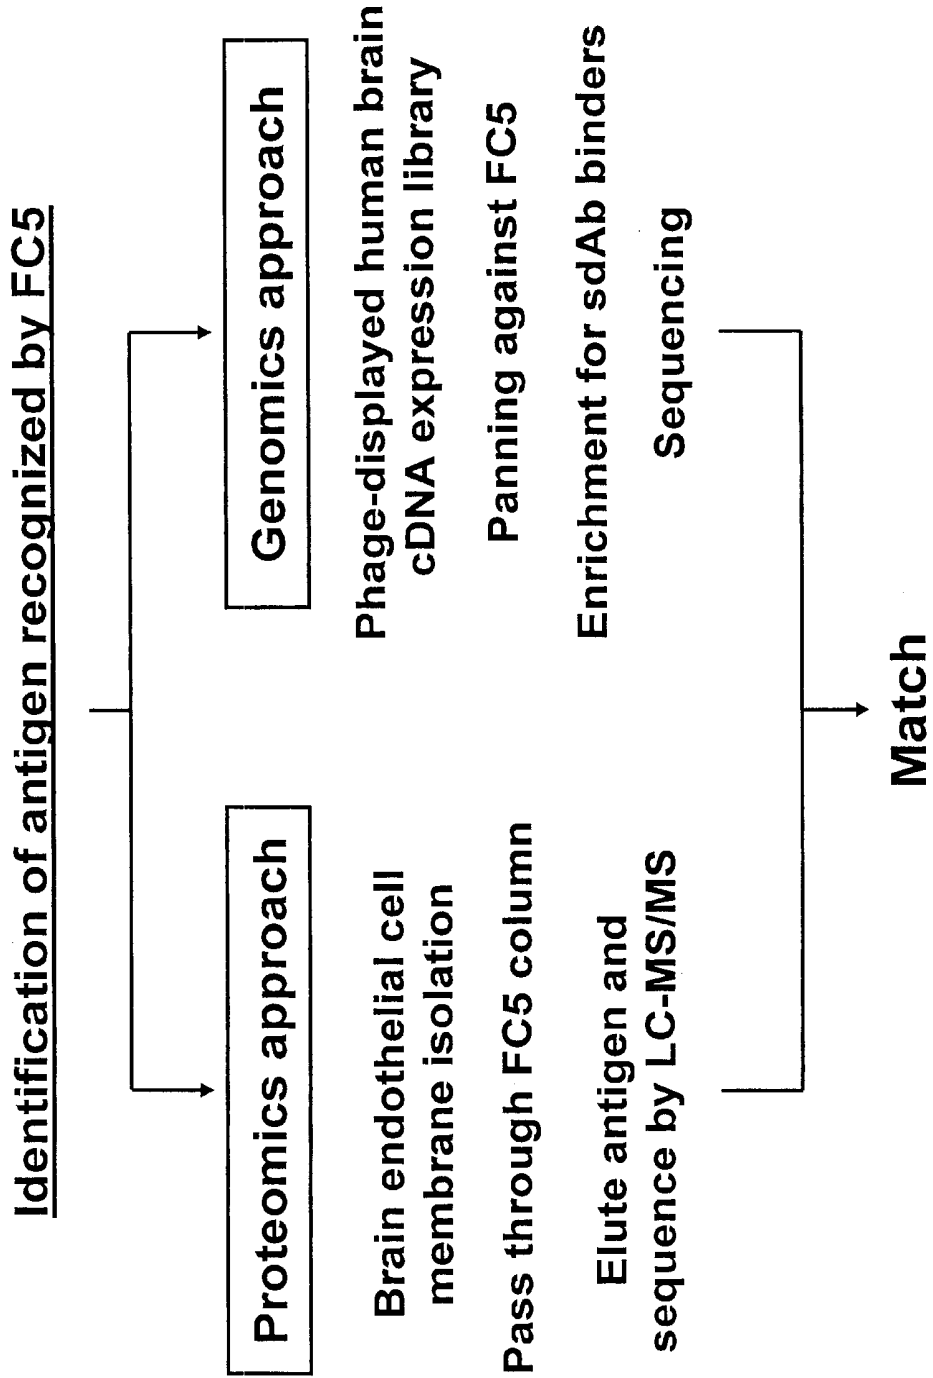 Identification of antigen recognized by FC5
Proteomics approach
Brain endothelial cell
membrane isolation
Pass through FC5 column
Elute antigen and
sequence by LC-MS/MS
Genomics approach
Phage-displayed human brain
cDNA expression library
Panning against FC5
Enrichment for sdAb binders
Sequencing
Match